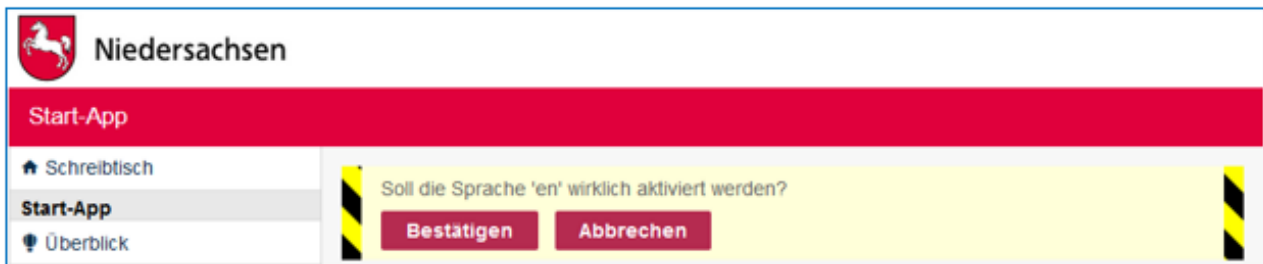 Niedersachsen
Start-App
Schreibtisch
Soll die Sprache 'en' wirklich aktiviert werden?
Start-App
Bestätigen Abbrechen
Überblick